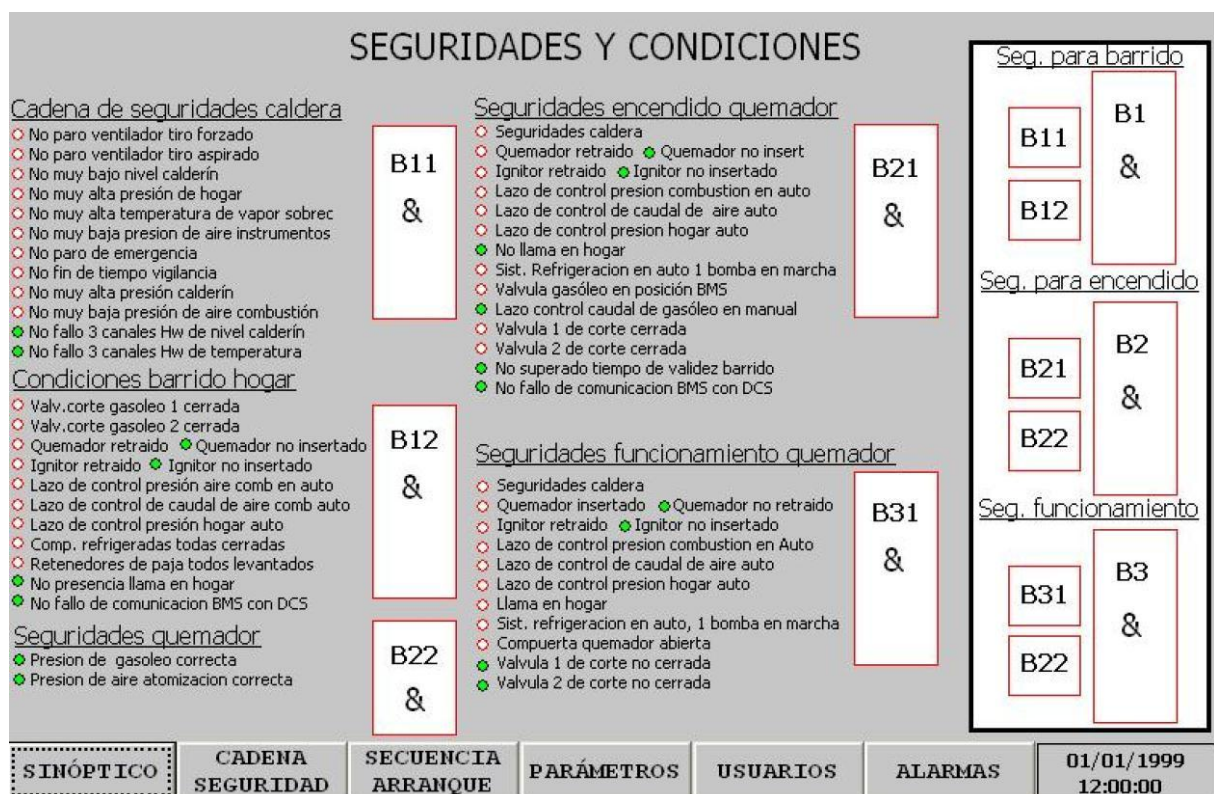 SEGURIDADES Y CONDICIONES
Cadena de seguridades caldera
No paro ventilador tiro forzado
No paro ventilador tiro aspirado
No muy bajo nivel calderín
No muy alta presión de hogar
No muy alta temperatura de vapor sobrec
No muy baja presion de aire instrumentos
No paro de emergencia
No fin de tiempo vigilancia
No muy alta presión calderín
No muy baja presión de aire combustión
No fallo 3 canales Hw de nivel calderín
No fallo 3 canales Hw de temperatura
B11
&
Condiciones barrido hogar
Valv.corte gasoleo 1 cerrada
Valv.corte gasoleo 2 cerrada
Quemador retraido Quemador no insertado
Ignitor retraido Ignitor no insertado
Lazo de control presión aire comb en auto
Lazo de control de caudal de aire comb auto
Lazo de control presión hogar auto
Comp. refrigeradas todas cerradas
Retenedores de paja todos levantados
No presencia llama en hogar
No fallo de comunicacion BMS con DCS
B12
&
Seguridades quemador
Presion de gasoleo correcta
Presion de aire atomizacion correcta
B22
&
Seguridades encendido quemador
Seguridades caldera
Quemador retraido Quemador no insert
Ignitor retraido Ignitor no insertado
Lazo de control presion combustion en auto
Lazo de control de caudal de aire auto
Lazo de control presion hogar auto
No llama en hogar
Sist. Refrigeracion en auto 1 bomba en marcha
Valvula gasóleo en posición BMS
Lazo control caudal de gasóleo en manual
Valvula 1 de corte cerrada
Valvula 2 de corte cerrada
No superado tiempo de validez barrido
No fallo de comunicacion BMS con DCS
B21
&
Seguridades funcionamiento quemador
Seguridades caldera
Quemador insertado Quemador no retraido
Ignitor retraido Ignitor no insertado
Lazo de control presion combustion en Auto
Lazo de control de caudal de aire auto
Lazo de control presion hogar auto
Llama en hogar
Sist. refrigeracion en auto, 1 bomba en marcha
Compuerta quemador abierta
Valvula 1 de corte no cerrada
Valvula 2 de corte no cerrada
B31
&
Seg. para barrido
B11
B12
B1
&
Seg. para encendido
B21
B22
B2
&
Seg. funcionamiento
B31
B22
B3
&
SINÓPTICO
CADENA
SEGURIDAD
SECUENCIA
ARRANQUE
PARÁMETROS
USUARIOS
ALARMAS
01/01/1999
12:00:00